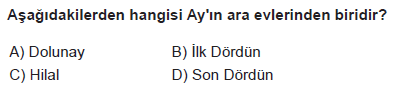 Aşağıdakilerden hangisi Ay'ın ara evlerinden biridir?
A) Dolunay B) İlk Dördün
C) Hilal D) Son Dördün